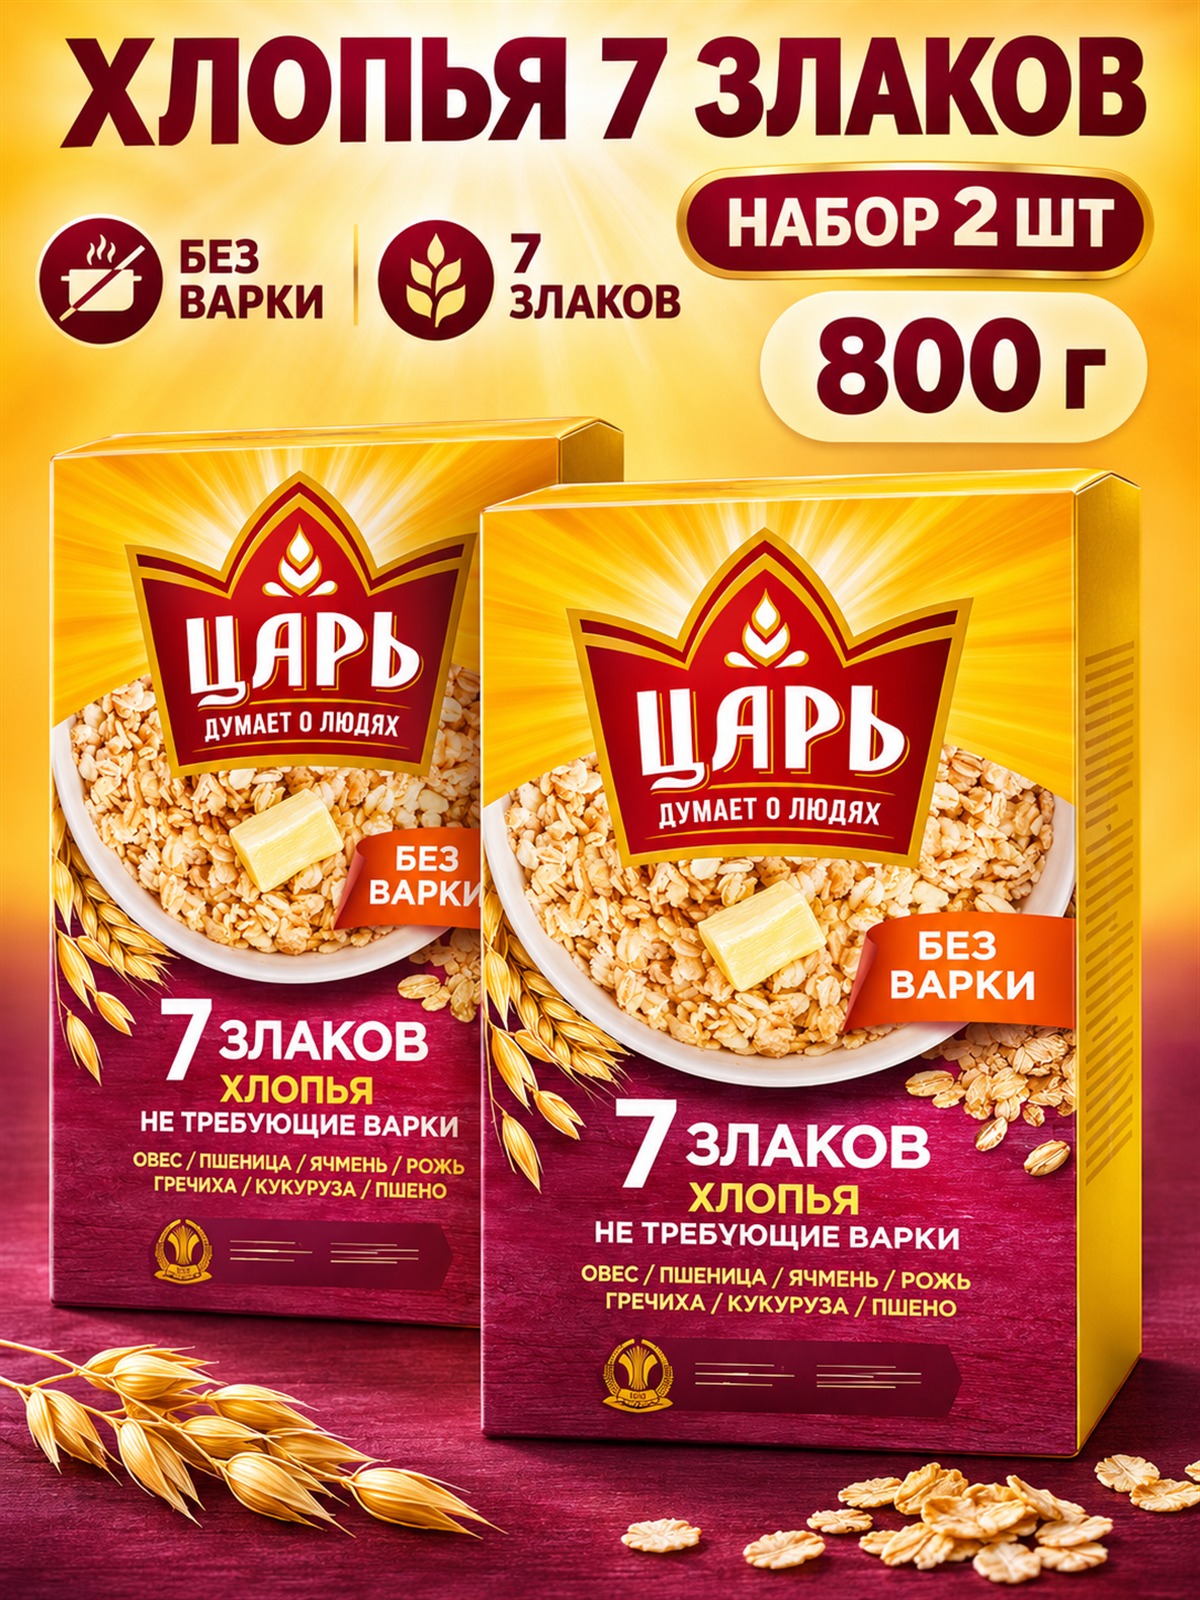 ХЛОПЬЯ 7 ЗЛАКОВ
НАБОР 2 ШТ
БЕЗ
ВАРКИ
7
ЗЛАКОВ
800 г
ЦАРЬ
ДУМАЕТ О ЛЮДЯХ
БЕЗ
ВАРКИ
7 ЗЛАКОВ
ХЛОПЬЯ
НЕ ТРЕБУЮЩИЕ ВАРКИ
ОВЕС / ПШЕНИЦА / ЯЧМЕНЬ / РОЖЬ
ГРЕЧИХА / КУКУРУЗА / ПШЕНО
ЦАРЬ
ДУМАЕТ О ЛЮДЯХ
БЕЗ
ВАРКИ
7 ЗЛАКОВ
ХЛОПЬЯ
НЕ ТРЕБУЮЩИЕ ВАРКИ
ОВЕС / ПШЕНИЦА / ЯЧМЕНЬ / РОЖЬ
ГРЕЧИХА / КУКУРУЗА / ПШЕНО